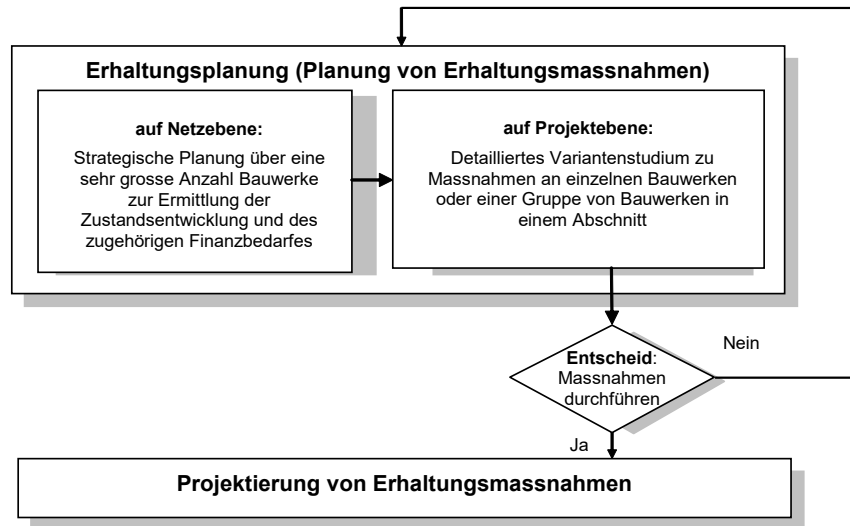 Erhaltungsplanung (Planung von Erhaltungsmassnahmen)
auf Netzebene:
Strategische Planung über eine
sehr grosse Anzahl Bauwerke
zur Ermittlung der
Zustandsentwicklung und des
zugehörigen Finanzbedarfes
auf Projektebene:
Detailliertes Variantenstudium zu
Massnahmen an einzelnen Bauwerken
oder einer Gruppe von Bauwerken in
einem Abschnitt
Entscheid:
Massnahmen
durchführen
Nein
Ja
Projektierung von Erhaltungsmassnahmen